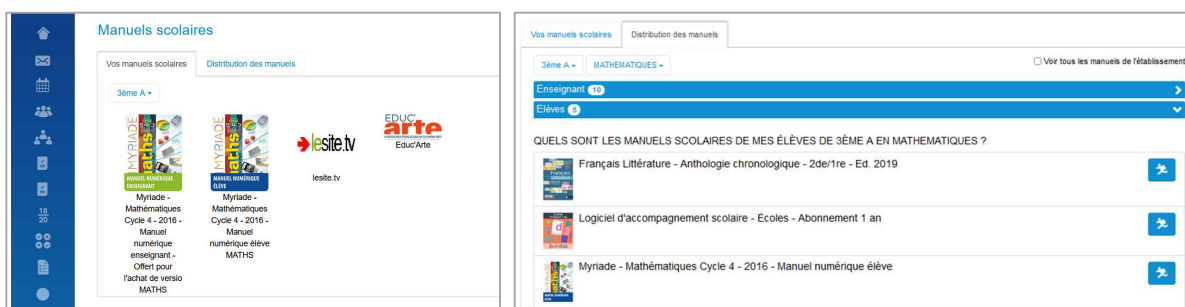 Manuels scolaires
Vos manuels scolaires
Distribution des manuels
3ème A
MYRIADE
maths
MANUEL NUMÉRIQUE
ENSEIGNANT
Myriade -
Mathématiques
Cycle 4 - 2016 -
Manuel
numérique
enseignant -
Offert pour
l'achat de versio
MATHS
MYRIADE
maths
MANUEL NUMÉRIQUE
ÉLÈVE
Myriade -
Mathématiques
Cycle 4 - 2016 -
Manuel
numérique élève
MATHS
lesite.tv
lesite.tv
EDUC'
arte
Educ'Arte
18
20
Vos manuels scolaires
Distribution des manuels
3ème A
MATHEMATIQUES
Voir tous les manuels de l'établissement
Enseignant 10
Elèves 5
QUELS SONT LES MANUELS SCOLAIRES DE MES ÉLÈVES DE 3ÈME A EN MATHEMATIQUES ?
Français Littérature - Anthologie chronologique - 2de/1re - Ed. 2019
Logiciel d'accompagnement scolaire - Ecoles - Abonnement 1 an
Myriade - Mathématiques Cycle 4 - 2016 - Manuel numérique élève